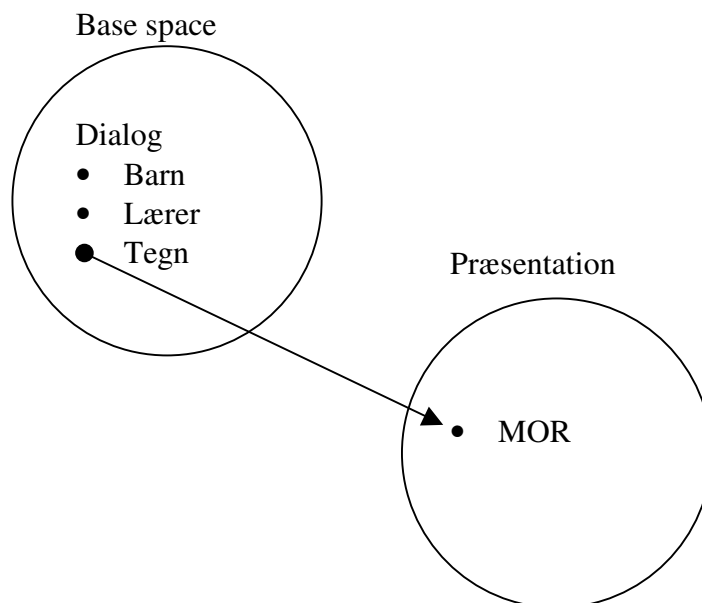 Base space
Dialog
• Barn
• Lærer
• Tegn
Præsentation
• MOR